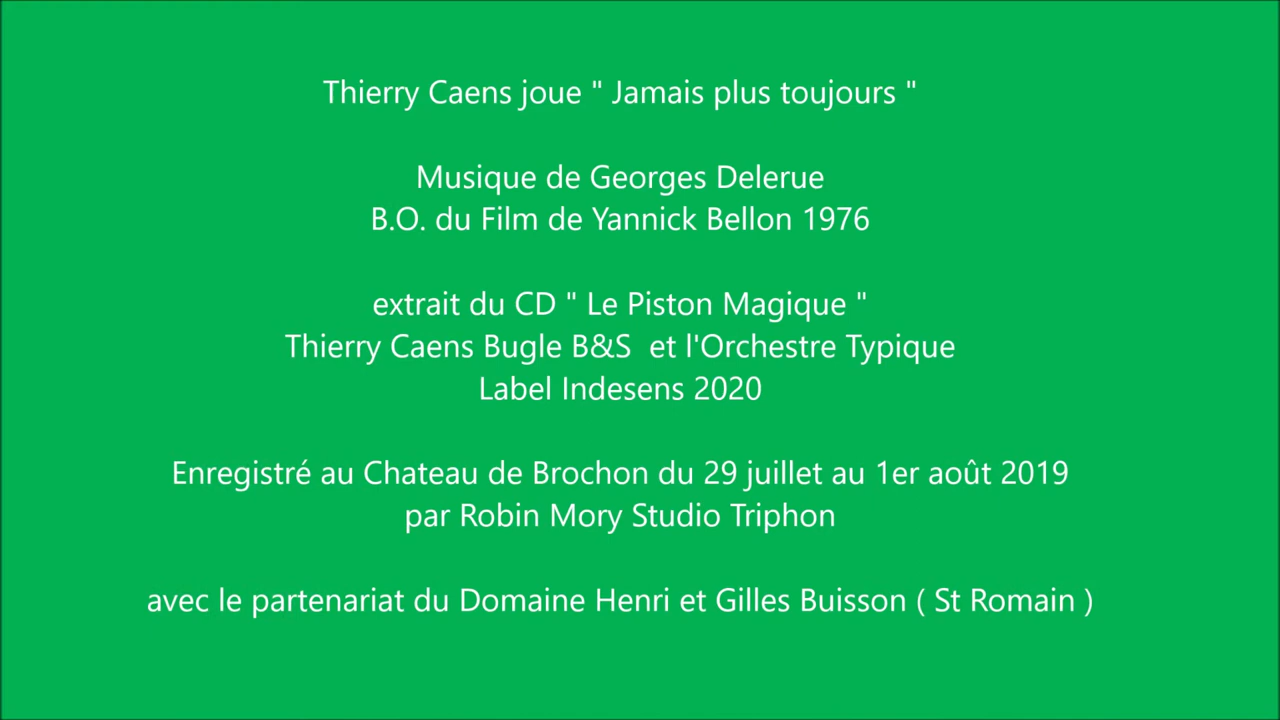 Thierry Caens joue " Jamais plus toujours "
Musique de Georges Delerue
B.O. du Film de Yannick Bellon 1976
extrait du CD " Le Piston Magique "
Thierry Caens Bugle B&S  et l'Orchestre Typique
Label Indesens 2020
Enregistré au Chateau de Brochon du 29 juillet au 1er août 2019
par Robin Mory Studio Triphon
avec le partenariat du Domaine Henri et Gilles Buisson ( St Romain )